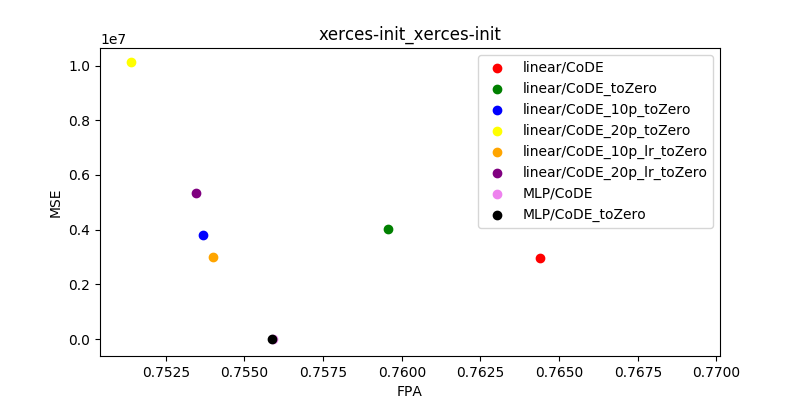 xerces-init_xerces-init
1e7
1.0
0.8
0.6
0.4
0.2
0.0
MSE
linear/CoDE
linear/CoDE_toZero
linear/CoDE_10p_toZero
linear/CoDE_20p_toZero
linear/CoDE_10p_lr_toZero
linear/CoDE_20p_lr_toZero
MLP/CoDE
MLP/CoDE_toZero
0.7525 0.7550 0.7575 0.7600 0.7625 0.7650 0.7675 0.7700
FPA